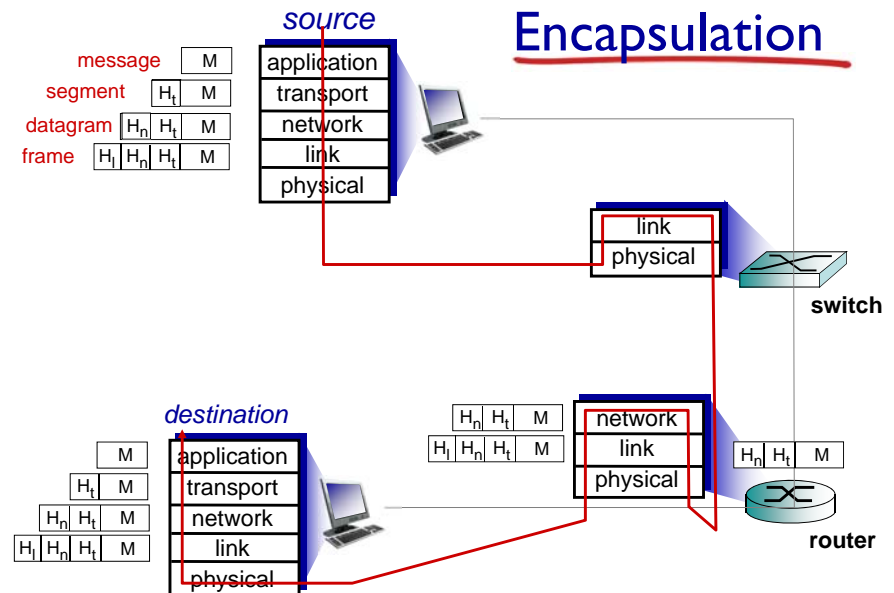 source
Encapsulation
message M
segment Ht M
datagram Hn Ht M
frame Hl Hn Ht M
application
transport
network
link
physical
link
physical
switch
destination
M
Ht M
Hn Ht M
Hl Hn Ht M
application
transport
network
link
physical
Hn Ht M
Hl Hn Ht M
network
link
physical
Hn Ht M
router